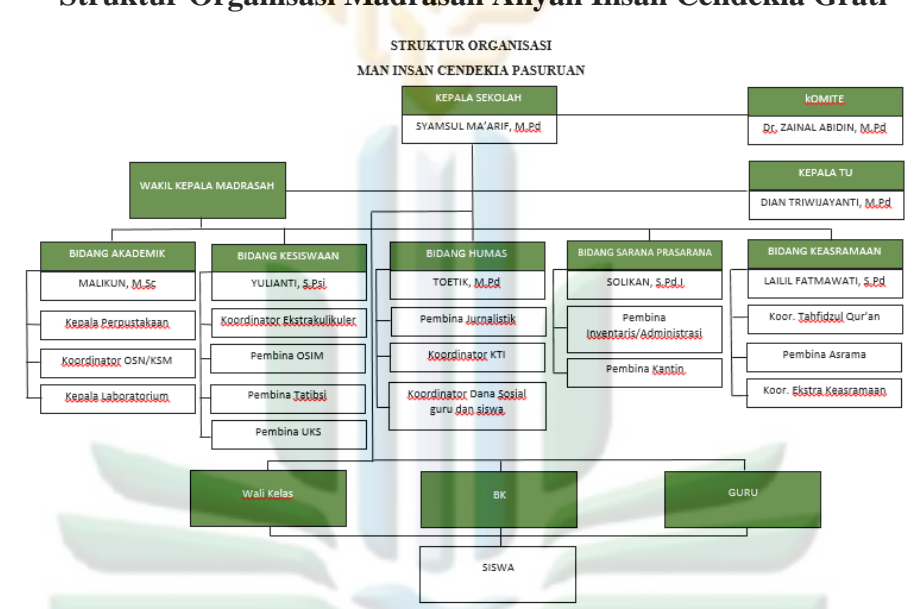 Struktur Organisasi Madrasah Aliyah Insan Cendekia Grati
STRUKTUR ORGANISASI
MAN INSAN CENDEKIA PASURUAN
KEPALA SEKOLAH
SYAMSUL MA'ARIF, M.Pd
kOMITE
Dr. ZAINAL ABIDIN, M.Pd
WAKIL KEPALA MADRASAH
KEPALA TU
DIAN TRIWIJAYANTI, M.Pd
BIDANG AKADEMIK
MALIKUN, M.Sc
Kepala Perpustakaan
Koordinator OSN/KSM
Kepala Laboratorium
BIDANG KESISWAAN
YULIANTI, S.Psi
Koordinator Ekstrakulikuler
Pembina OSIM
Pembina Tatibsi
Pembina UKS
BIDANG HUMAS
TOETIK, M.Pd
Pembina Jurnalistik
Koordinator KTI
Koordinator Dana Sosial
guru dan siswa
BIDANG SARANA PRASARANA
SOLIKAN, S.Pd.I
Pembina
Inventaris/Administrasi
Pembina Kantin
BIDANG KEASRAMAAN
LAILIL FATMAWATI, S.Pd
Koor. Tahfidzul Qur'an
Pembina Asrama
Koor. Ekstra Keasramaan
Wali Kelas
BK
GURU
SISWA